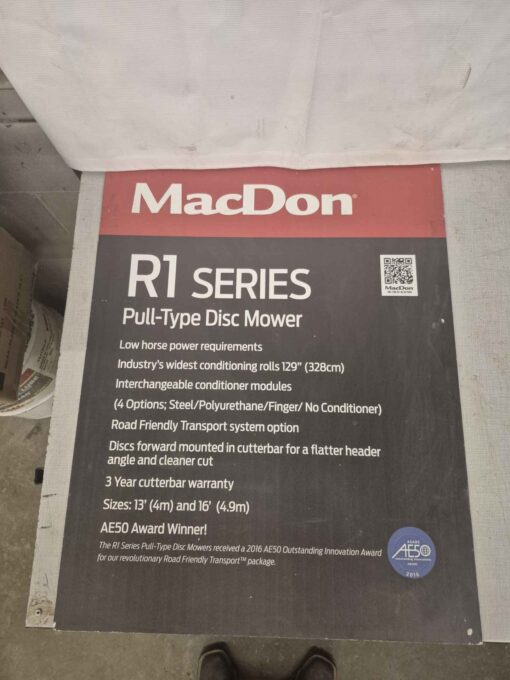 MacDon
R1 SERIES
MacDon
Pull-Type Disc Mower
Low horse power requirements
Industry's widest conditioning rolls 129" (328cm)
Interchangeable conditioner modules
(4 Options; Steel/Polyurethane/Finger/ No Conditioner)
Road Friendly Transport system option
Discs forward mounted in cutterbar for a flatter header
angle and cleaner cut
3 Year cutterbar warranty
Sizes: 13' (4m) and 16' (4.9m)
AE50 Award Winner!
The R1 Series Pull-Type Disc Mowers received a 2016 AE50 Outstanding Innovation Award
for our revolutionary Road Friendly Transport™ package.
ASABE
AE50
2016